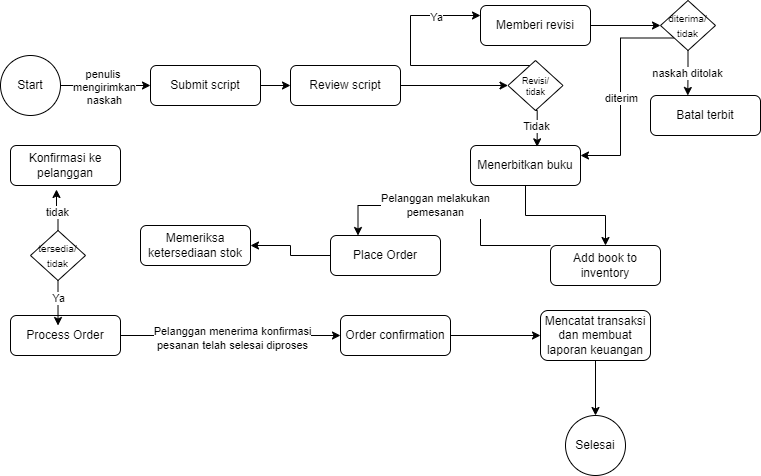 Ya
Memberi revisi
diterima/
tidak
Start
penulis
mengirimkan
naskah
Submit script
Review script
Revisi/
tidak
diterim
naskah ditolak
Batal terbit
Tidak
Menerbitkan buku
Konfirmasi ke
pelanggan
tidak
tersedia/
tidak
Ya
Memeriksa
ketersediaan stok
Pelanggan melakukan
pemesanan
Place Order
Add book to
inventory
Process Order
Pelanggan menerima konfirmasi
pesanan telah selesai diproses
Order confirmation
Mencatat transaksi
dan membuat
laporan keuangan
Selesai